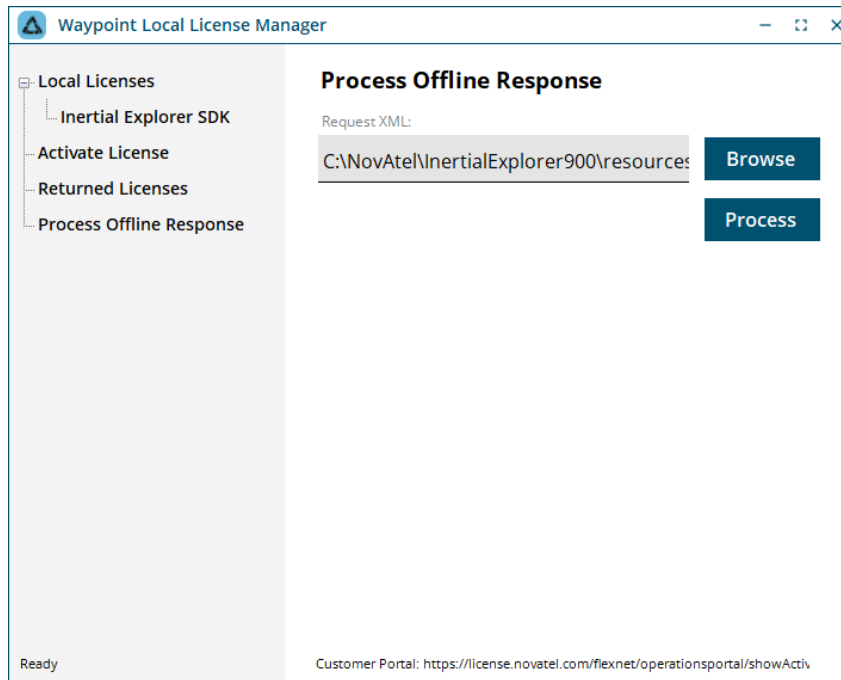 Waypoint Local License Manager
Local Licenses
Inertial Explorer SDK
Activate License
Returned Licenses
Process Offline Response
Process Offline Response
Request XML:
C:\NovAtel\InertialExplorer900\resources
Browse
Process
Ready
Customer Portal: https://license.novatel.com/flexnet/operationsportal/showActiv